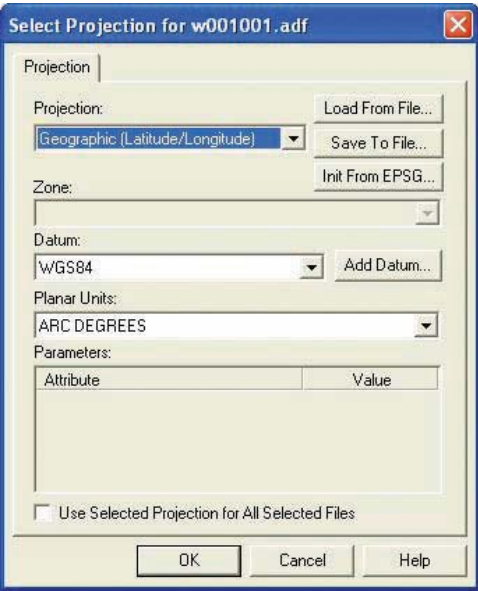 Select Projection for w001001.adf
Projection
Projection:
Load From File...
Geographic (Latitude/Longitude)
Save To File...
Init From EPSG...
Zone:
Datum:
WGS84
Add Datum...
Planar Units:
ARC DEGREES
Parameters:
Attribute Value
Use Selected Projection for All Selected Files
OK Cancel Help